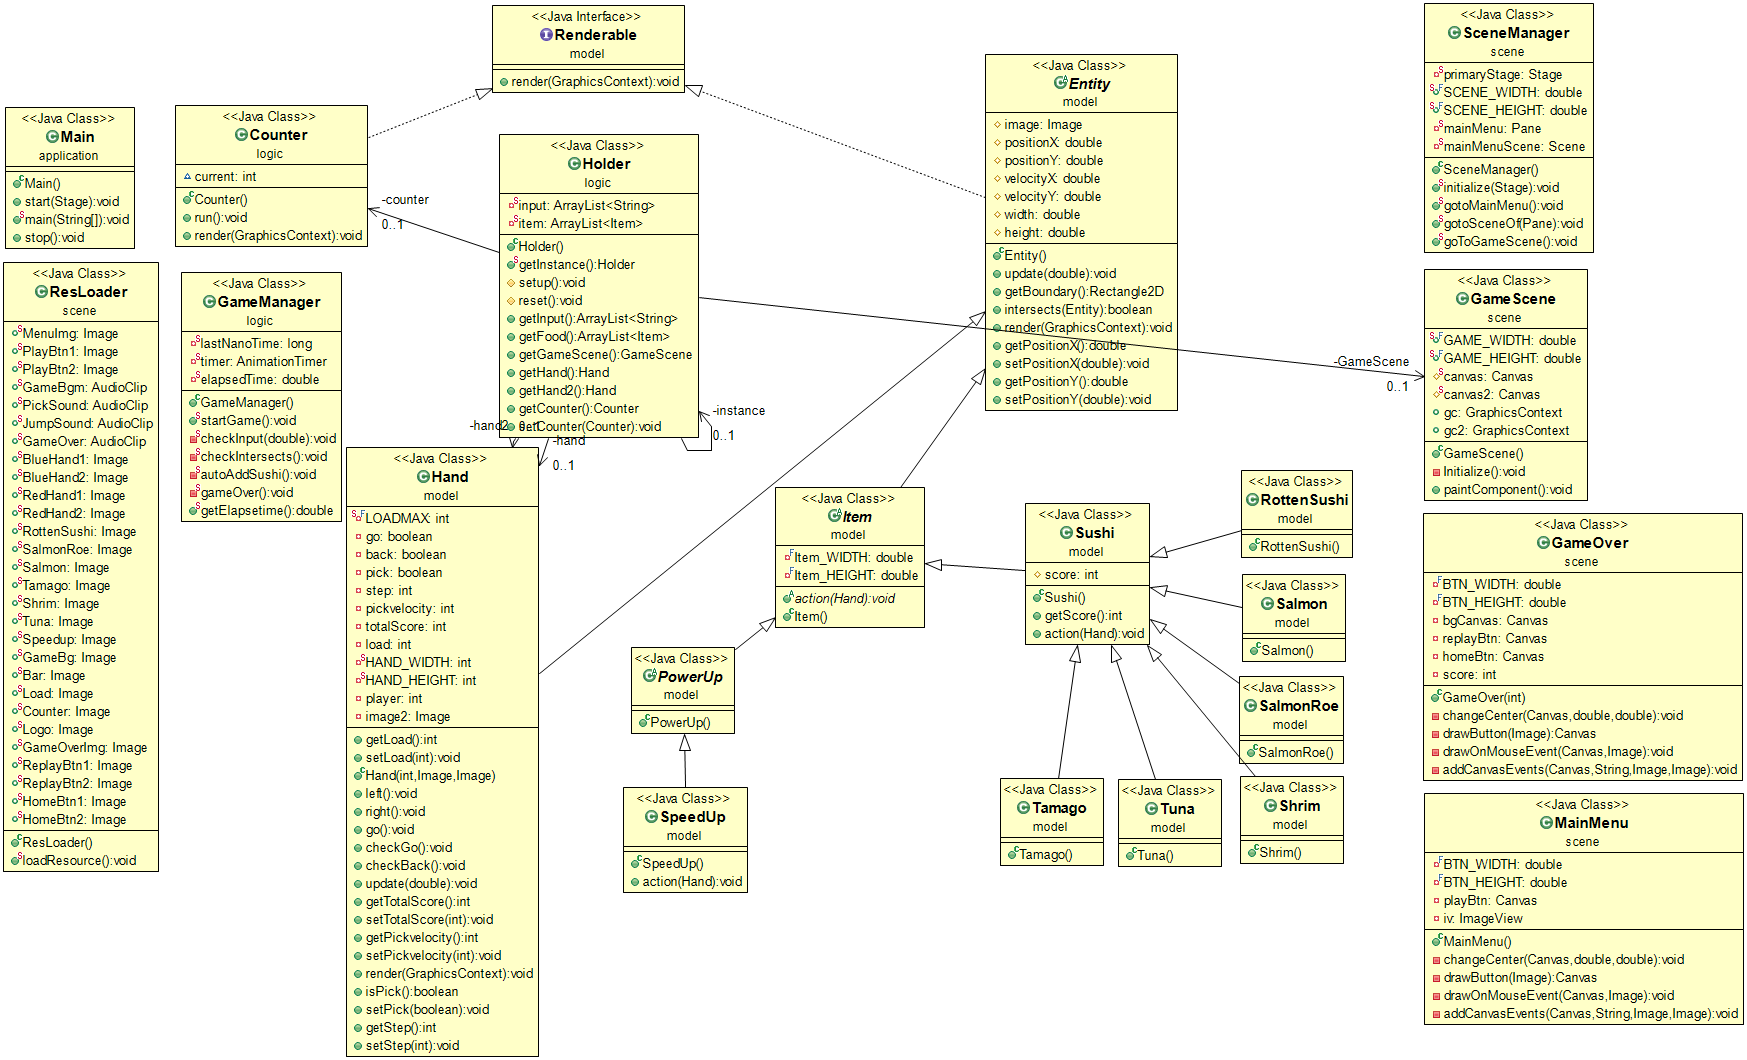 <<Java Interface>>
Renderable
model
render(GraphicsContext):void
<<Java Class>>
SceneManager
scene
primaryStage: Stage
SCENE_WIDTH: double
SCENE_HEIGHT: double
mainMenu: Pane
mainMenuScene: Scene
SceneManager()
initialize(Stage):void
gotoMainMenu():void
gotoSceneOf(Pane):void
goToGameScene():void
<<Java Class>>
Entity
model
image: Image
positionX: double
positionY: double
velocityX: double
velocityY: double
width: double
height: double
Entity()
update(double):void
getBoundary():Rectangle2D
intersects(Entity):boolean
render(GraphicsContext):void
getPositionX():double
setPositionX(double):void
getPositionY():double
setPositionY(double):void
<<Java Class>>
Main
application
Main()
start(Stage):void
main(String[]):void
stop():void
<<Java Class>>
Counter
logic
current: int
Counter()
run():void
render(GraphicsContext):void
-counter
0..1
<<Java Class>>
Holder
logic
input: ArrayList<String>
item: ArrayList<Item>
Holder()
getInstance():Holder
setup():void
reset():void
getInput():ArrayList<String>
getFood():ArrayList<Item>
getGameScene():GameScene
getHand():Hand
getHand2():Hand
getCounter():Counter
setCounter(Counter):void
-instance
0..1
-hand2
0..1
-hand
0..1
-GameScene
0..1
<<Java Class>>
ResLoader
scene
MenuImg: Image
PlayBtn1: Image
PlayBtn2: Image
GameBgm: AudioClip
PickSound: AudioClip
JumpSound: AudioClip
GameOver: AudioClip
BlueHand1: Image
BlueHand2: Image
RedHand1: Image
RedHand2: Image
RottenSushi: Image
SalmonRoe: Image
Salmon: Image
Tamago: Image
Shrim: Image
Tuna: Image
Speedup: Image
GameBg: Image
Bar: Image
Load: Image
Counter: Image
Logo: Image
GameOverImg: Image
ReplayBtn1: Image
ReplayBtn2: Image
HomeBtn1: Image
HomeBtn2: Image
ResLoader()
loadResource():void
<<Java Class>>
GameManager
logic
lastNanoTime: long
timer: AnimationTimer
elapsedTime: double
GameManager()
startGame():void
checkInput(double):void
checkIntersects():void
autoAddSushi():void
gameOver():void
getElapsetime():double
<<Java Class>>
GameScene
scene
GAME_WIDTH: double
GAME_HEIGHT: double
canvas: Canvas
canvas2: Canvas
gc: GraphicsContext
gc2: GraphicsContext
GameScene()
Initialize():void
paintComponent():void
<<Java Class>>
Hand
model
LOADMAX: int
go: boolean
back: boolean
pick: boolean
step: int
pickvelocity: int
totalScore: int
load: int
HAND_WIDTH: int
HAND_HEIGHT: int
player: int
image2: Image
getLoad():int
setLoad(int):void
Hand(int,Image,Image)
left():void
right():void
go():void
checkGo():void
checkBack():void
update(double):void
getTotalScore():int
setTotalScore(int):void
getPickvelocity():int
setPickvelocity(int):void
render(GraphicsContext):void
isPick():boolean
setPick(boolean):void
getStep():int
setStep(int):void
<<Java Class>>
Item
model
Item_WIDTH: double
Item_HEIGHT: double
action(Hand):void
Item()
<<Java Class>>
Sushi
model
score: int
Sushi()
getScore():int
action(Hand):void
<<Java Class>>
RottenSushi
model
RottenSushi()
<<Java Class>>
Salmon
model
Salmon()
<<Java Class>>
SalmonRoe
model
SalmonRoe()
<<Java Class>>
Shrim
model
Shrim()
<<Java Class>>
Tuna
model
Tuna()
<<Java Class>>
Tamago
model
Tamago()
<<Java Class>>
PowerUp
model
PowerUp()
<<Java Class>>
SpeedUp
model
SpeedUp()
action(Hand):void
<<Java Class>>
GameOver
scene
BTN_WIDTH: double
BTN_HEIGHT: double
bgCanvas: Canvas
replayBtn: Canvas
homeBtn: Canvas
score: int
GameOver(int)
changeCenter(Canvas,double,double):void
drawButton(Image):Canvas
drawOnMouseEvent(Canvas,Image):void
addCanvasEvents(Canvas,String,Image,Image):void
<<Java Class>>
MainMenu
scene
BTN_WIDTH: double
BTN_HEIGHT: double
playBtn: Canvas
iv: ImageView
MainMenu()
changeCenter(Canvas,double,double):void
drawButton(Image):Canvas
drawOnMouseEvent(Canvas,Image):void
addCanvasEvents(Canvas,String,Image,Image):void